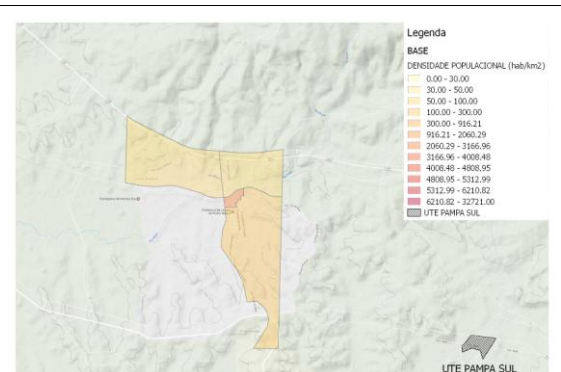 Legenda
BASE
DENSIDADE POPULACIONAL (hab/km2)
0.00 - 30.00
30.00 - 50.00
50.00 - 100.00
100.00 - 300.00
300.00 - 916.21
916.21 - 2060.29
2060.29 - 3166.96
3166.96 - 4008.48
4008.48 - 4808.95
4808.95 - 5312.99
5312.99 - 6210.82
6210.82 - 32721.00
UTE PAMPA SUL
UTE PAMPA SUL